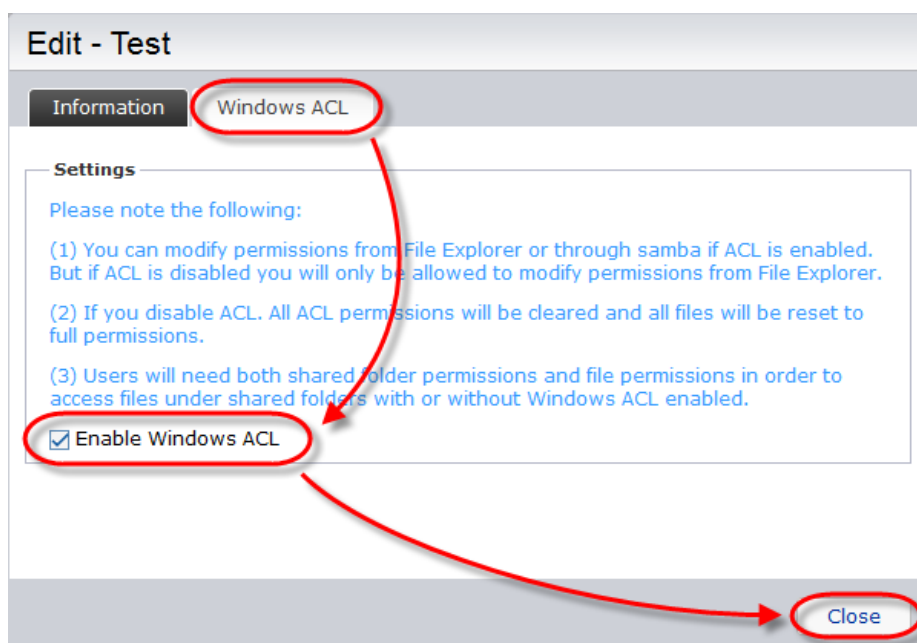 Edit - Test
Information
Windows ACL
Settings
Please note the following:
(1) You can modify permissions from File Explorer or through samba if ACL is enabled.
But if ACL is disabled you will only be allowed to modify permissions from File Explorer.
(2) If you disable ACL. All ACL permissions will be cleared and all files will be reset to
full permissions.
(3) Users will need both shared folder permissions and file permissions in order to
access files under shared folders with or without Windows ACL enabled.
Enable Windows ACL
Close